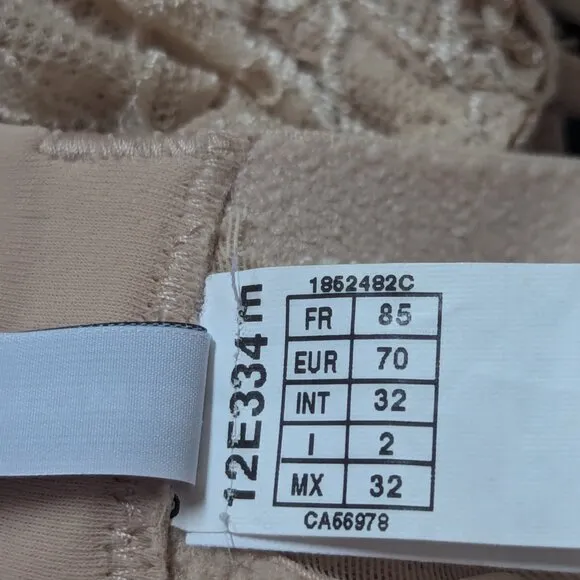 1852482C
FR 85
EUR 70
INT 32
I 2
MX 32
CA56978
12E334